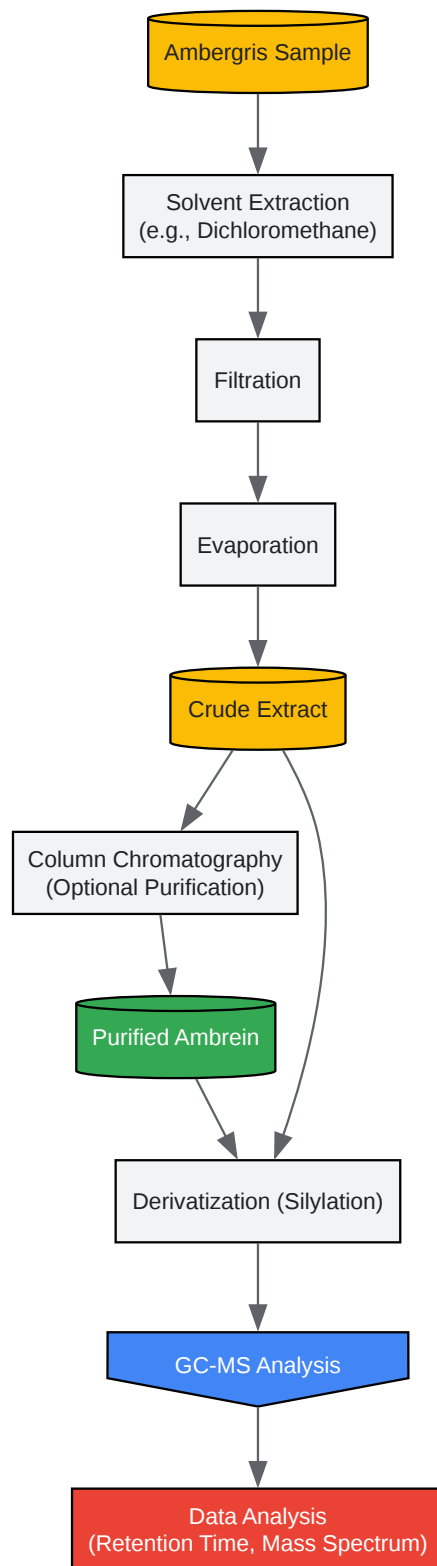 Ambergris Sample
Solvent Extraction
(e.g., Dichloromethane)
Filtration
Evaporation
Crude Extract
Column Chromatography
(Optional Purification)
Purified Ambrein
Derivatization (Silylation)
GC-MS Analysis
Data Analysis
(Retention Time, Mass Spectrum)